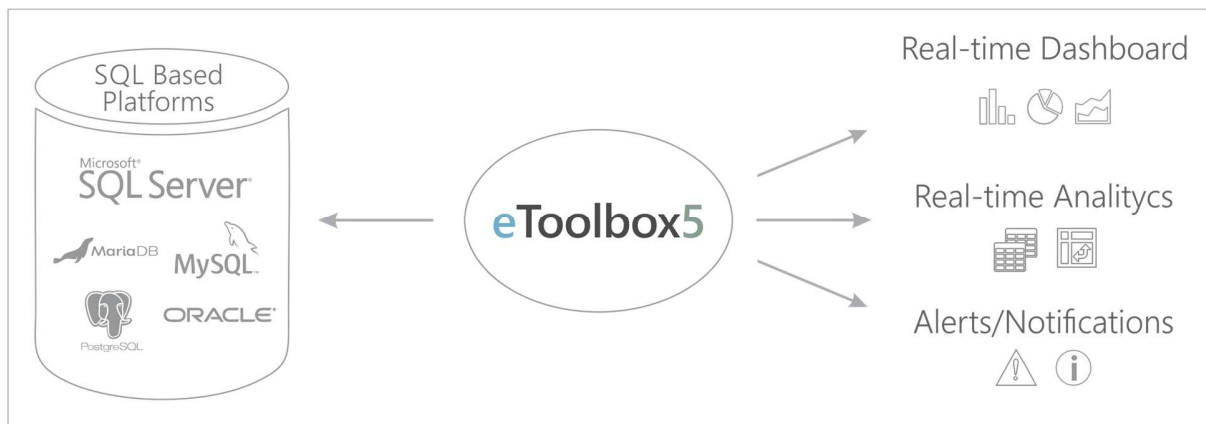 SQL Based
Platforms
Microsoft®
SQL Server®
MariaDB
MySQL™
PostgreSQL
ORACLE®
eToolbox5
Real-time Dashboard
Real-time Analitycs
Alerts/Notifications